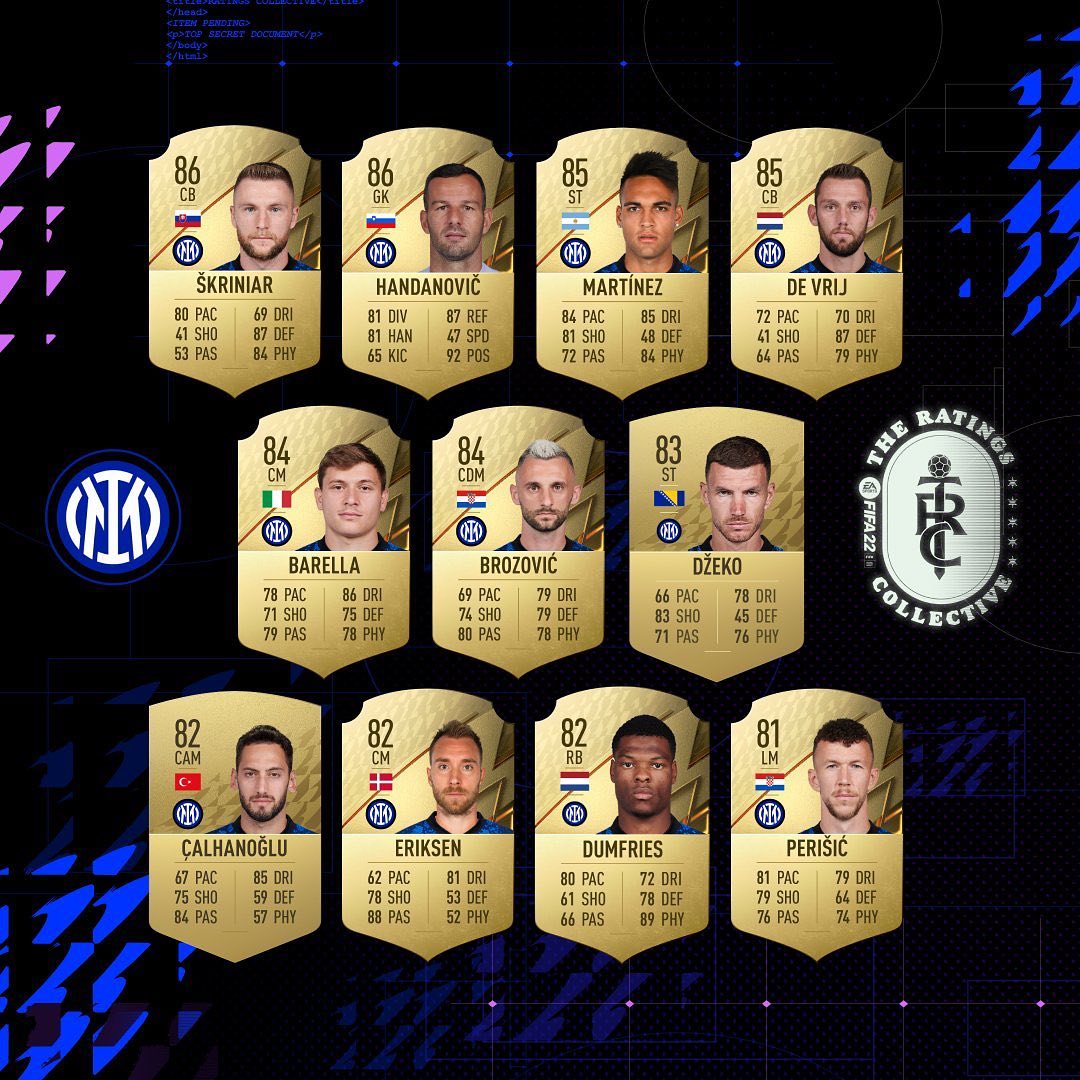 <title>RATINGS COLLECTIVE</title>
</head>
<ITEM PENDING>
<p>TOP SECRET DOCUMENT</p>
</body>
</html>
86
CB
ŠKRINIAR
80 PAC 69 DRI
41 SHO 87 DEF
53 PAS 84 PHY
86
GK
HANDANOVIČ
81 DIV 87 REF
81 HAN 47 SPD
65 KIC 92 POS
85
ST
MARTÍNEZ
84 PAC 85 DRI
81 SHO 48 DEF
72 PAS 84 PHY
85
CB
DE VRIJ
72 PAC 70 DRI
41 SHO 87 DEF
64 PAS 79 PHY
84
CM
BARELLA
78 PAC 86 DRI
71 SHO 75 DEF
79 PAS 78 PHY
84
CDM
BROZOVIĆ
69 PAC 79 DRI
74 SHO 79 DEF
80 PAS 78 PHY
83
ST
DŽEKO
66 PAC 78 DRI
83 SHO 45 DEF
71 PAS 76 PHY
THE RATINGS
COLLECTIVE
TRC
EA SPORTS
FIFA 22
82
CAM
ÇALHANOĞLU
67 PAC 85 DRI
75 SHO 59 DEF
84 PAS 57 PHY
82
CM
ERIKSEN
62 PAC 81 DRI
78 SHO 53 DEF
88 PAS 52 PHY
82
RB
DUMFRIES
80 PAC 72 DRI
61 SHO 78 DEF
66 PAS 89 PHY
81
LM
PERIŠIĆ
81 PAC 79 DRI
79 SHO 64 DEF
76 PAS 74 PHY